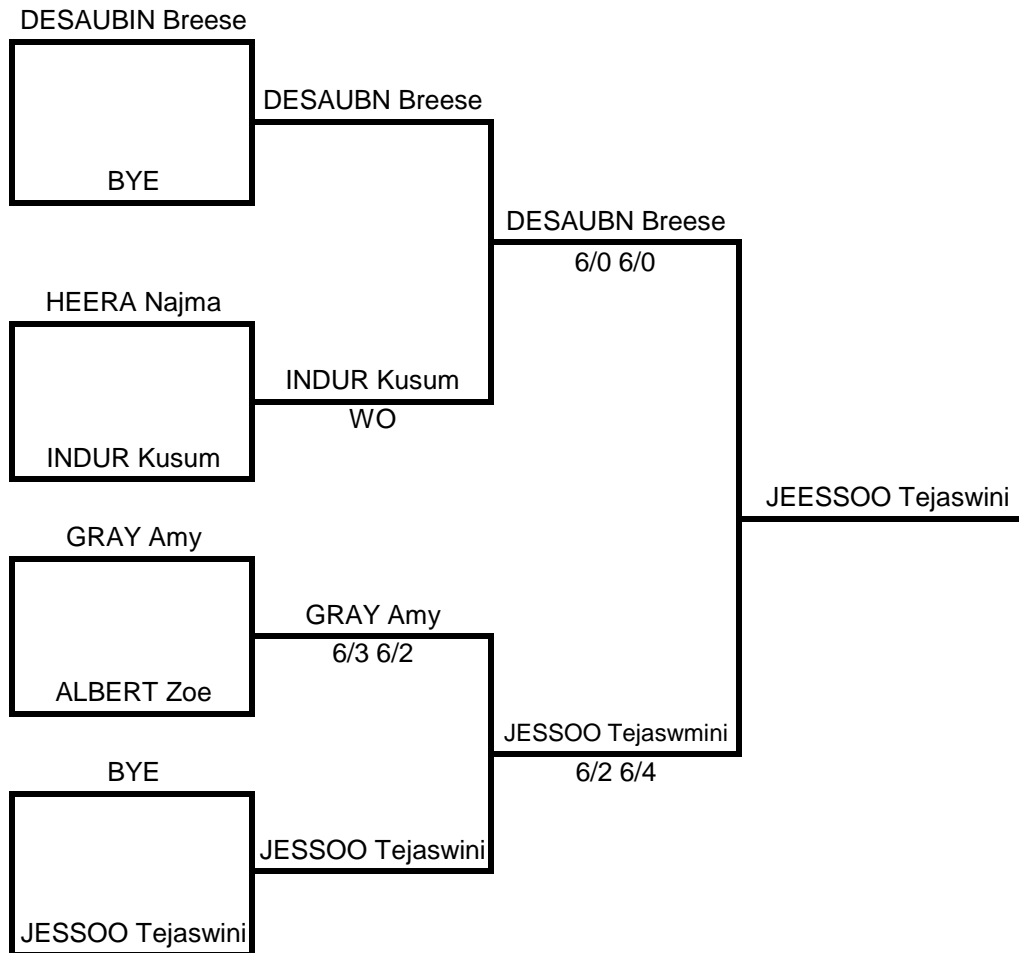 DESAUBIN Breese
DESAUBN Breese
BYE
DESAUBN Breese
6/0 6/0
HEERA Najma
INDUR Kusum
WO
INDUR Kusum
JEESSOO Tejaswini
GRAY Amy
GRAY Amy
6/3 6/2
ALBERT Zoe
JESSOO Tejaswmini
6/2 6/4
BYE
JESSOO Tejaswini
JESSOO Tejaswini